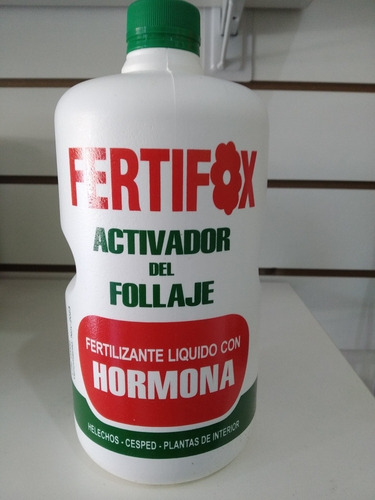 FERTIFOX
ACTIVADOR
DEL
FOLLAJE
FERTILIZANTE LIQUIDO CON
HORMONA
HELECHOS - CESPED - PLANTAS DE INTERIOR